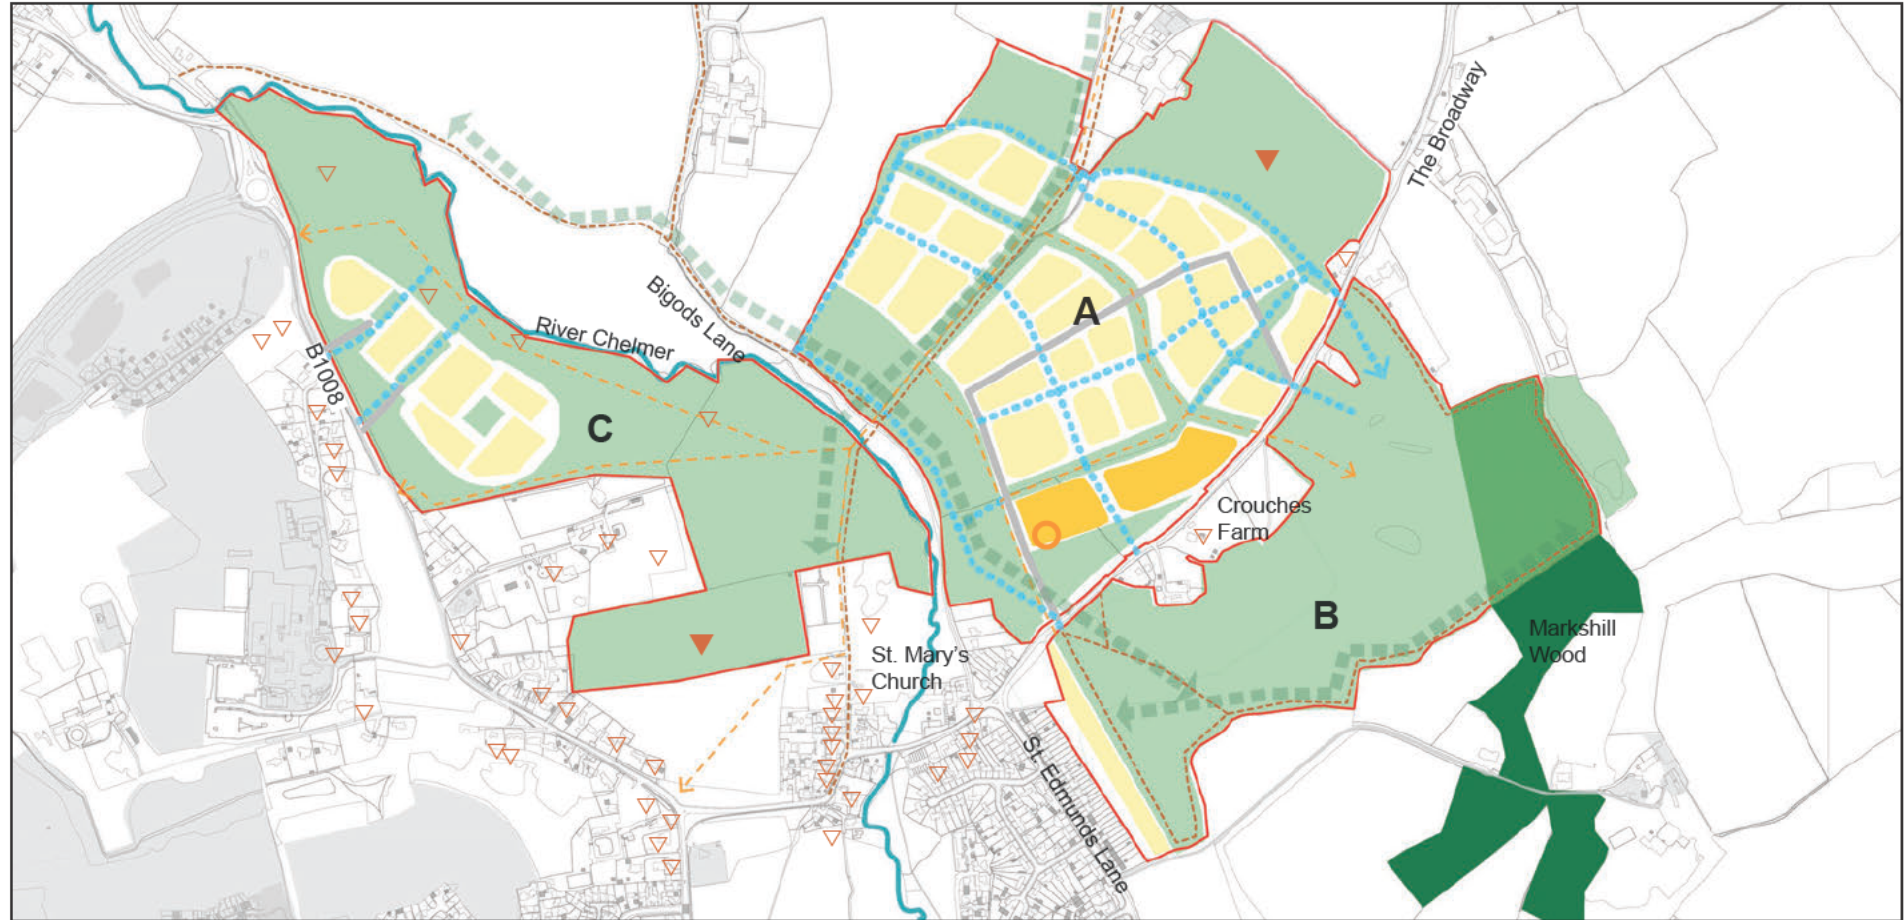 The Broadway
Bigods Lane
A
River Chelmer
B1008
C
Crouches
Farm
B
Markshill
Wood
St. Mary's
Church
St. Edmunds Lane